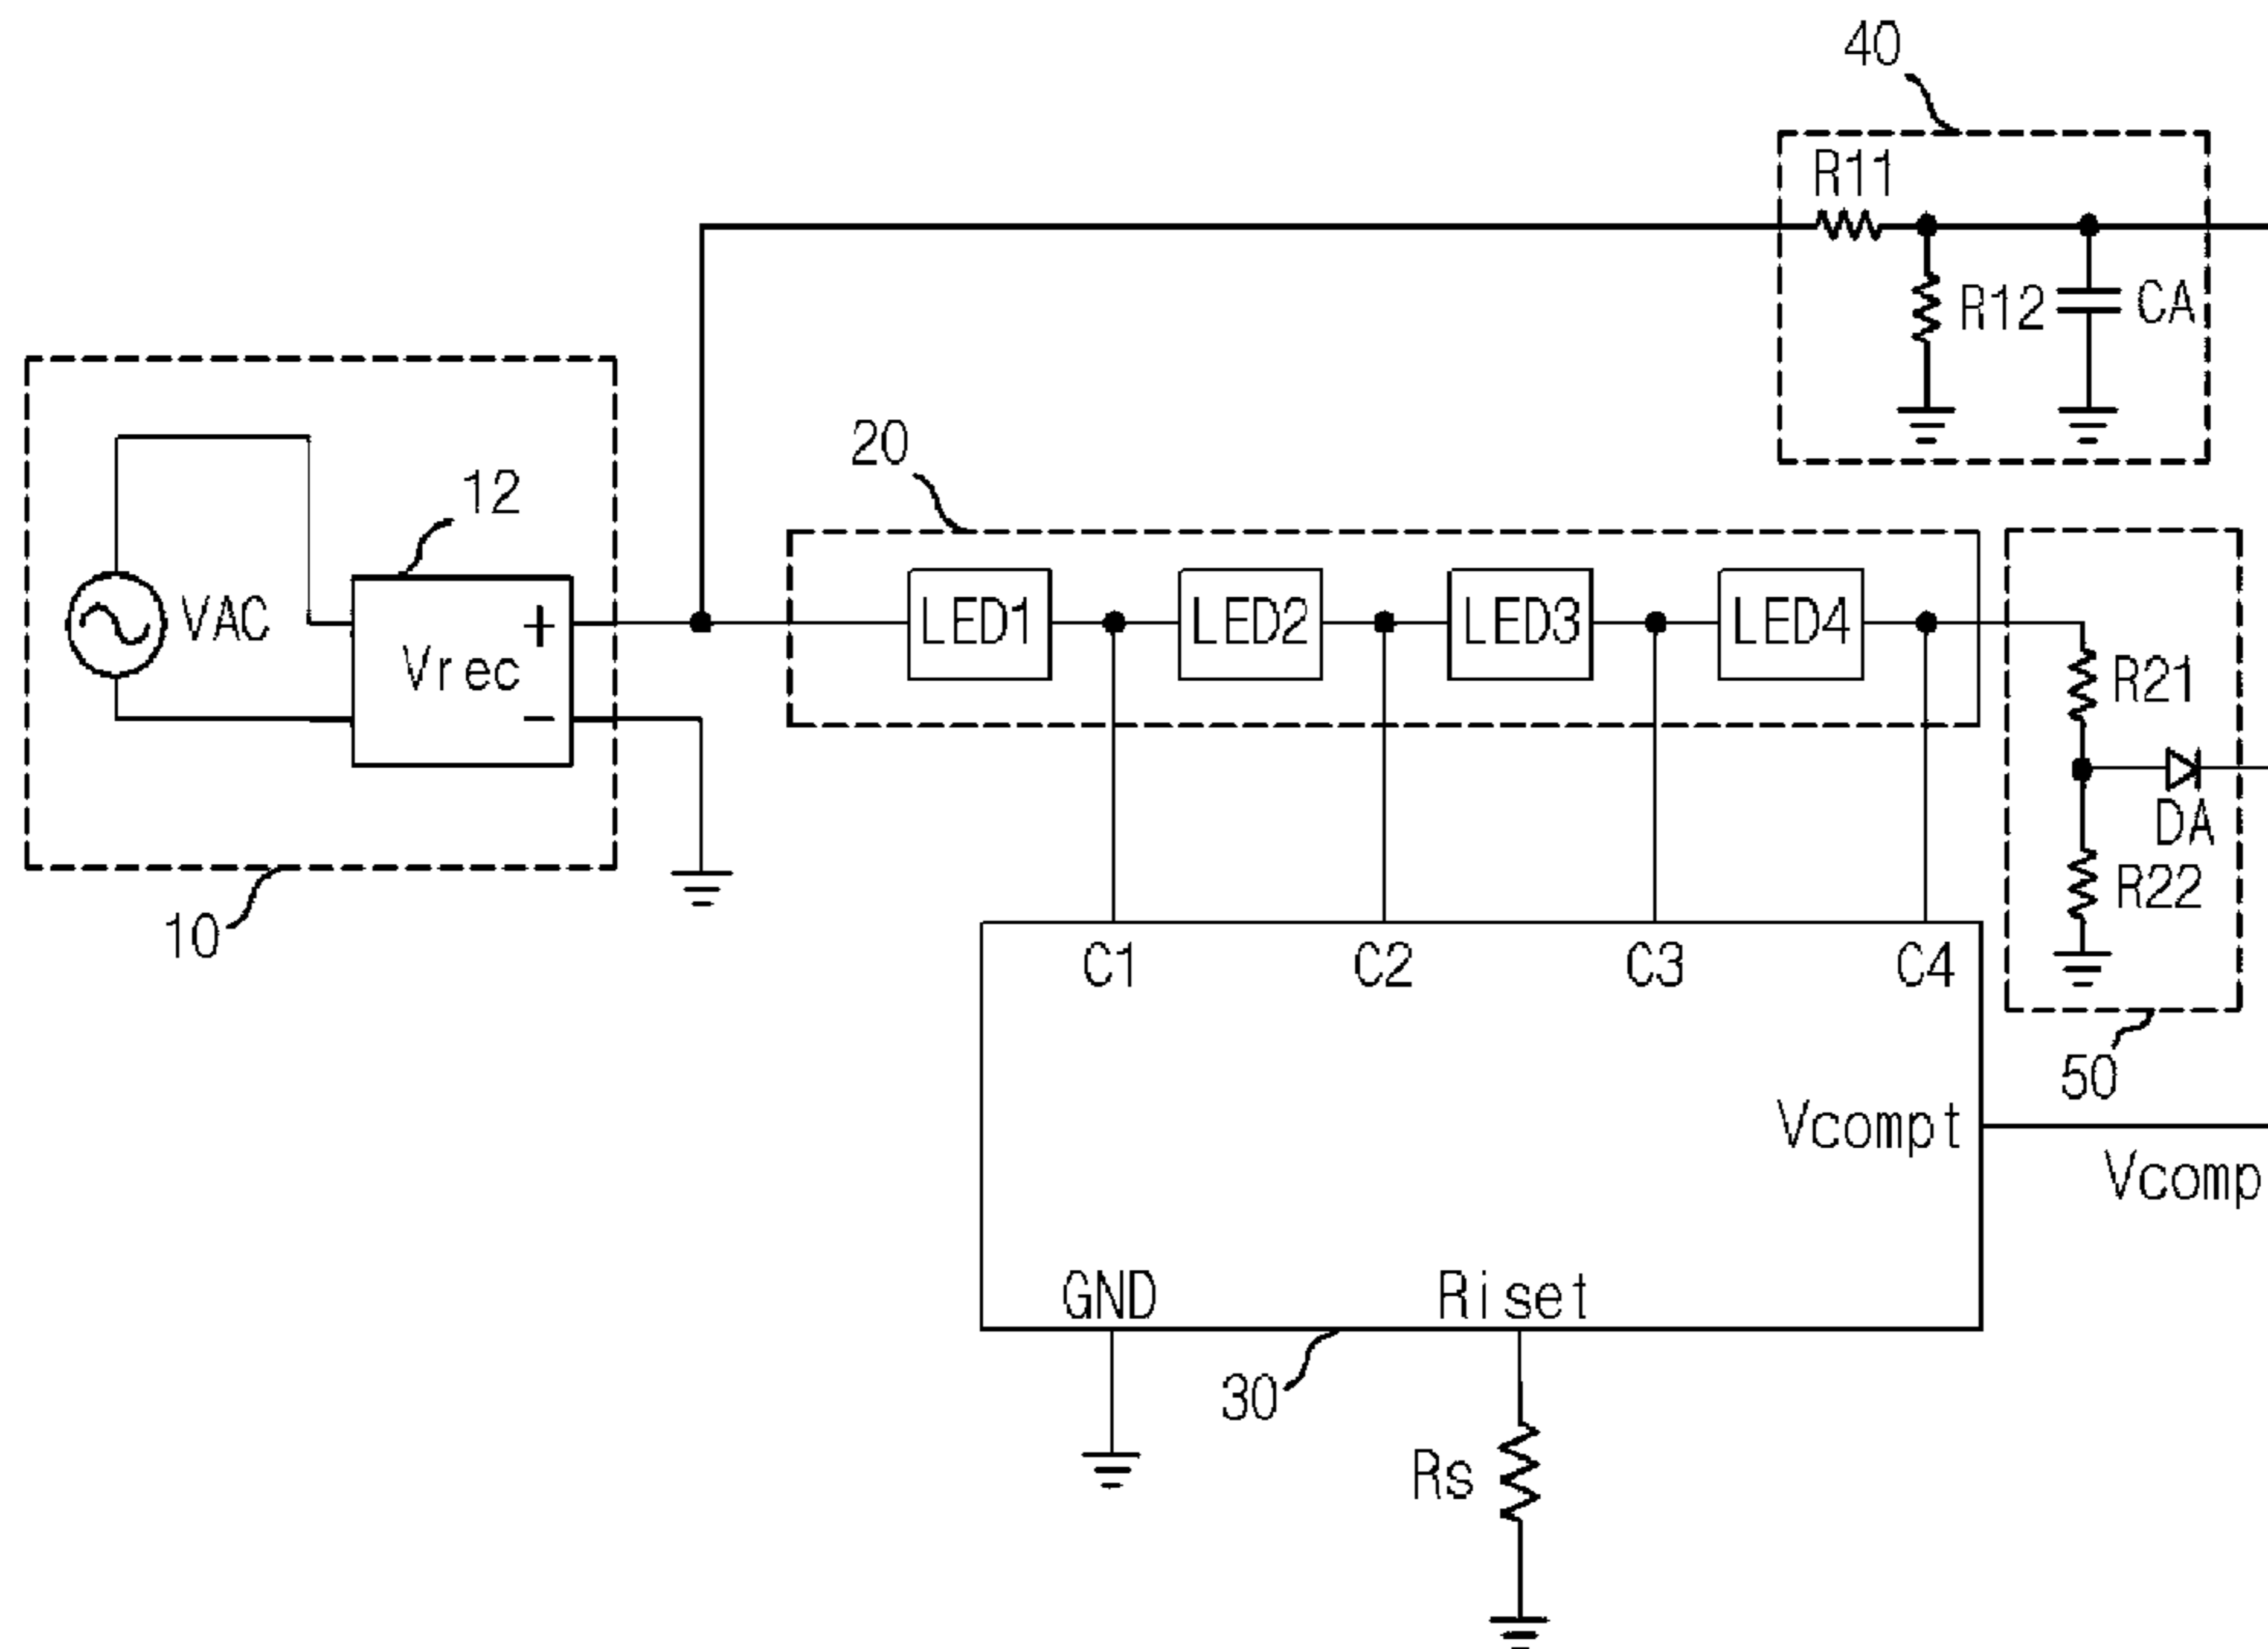 40
R11
R12
CA
20
12
VAC
+
Vrec
−
LED1
LED2
LED3
LED4
R21
DA
R22
10
C1
C2
C3
C4
50
Vcompt
Vcomp
GND
Riset
30
Rs